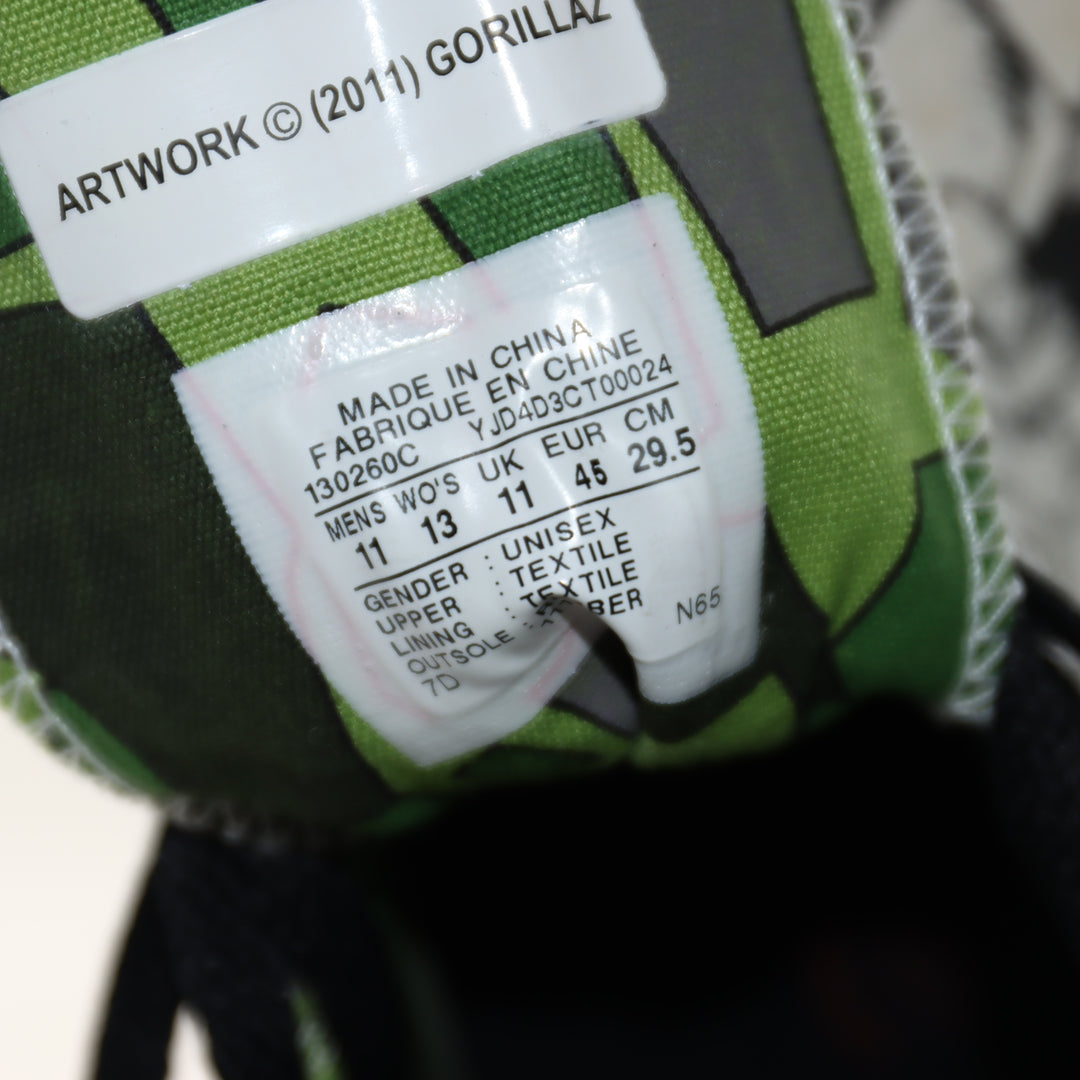 ARTWORK © (2011) GORILLAZ
MADE IN CHINA
FABRIQUE EN CHINE
130260C YJD4D3CT00024
MENS WO'S UK EUR CM
11 13 11 45 29.5
GENDER : UNISEX
UPPER : TEXTILE
LINING : TEXTILE
OUTSOLE :
7D N65